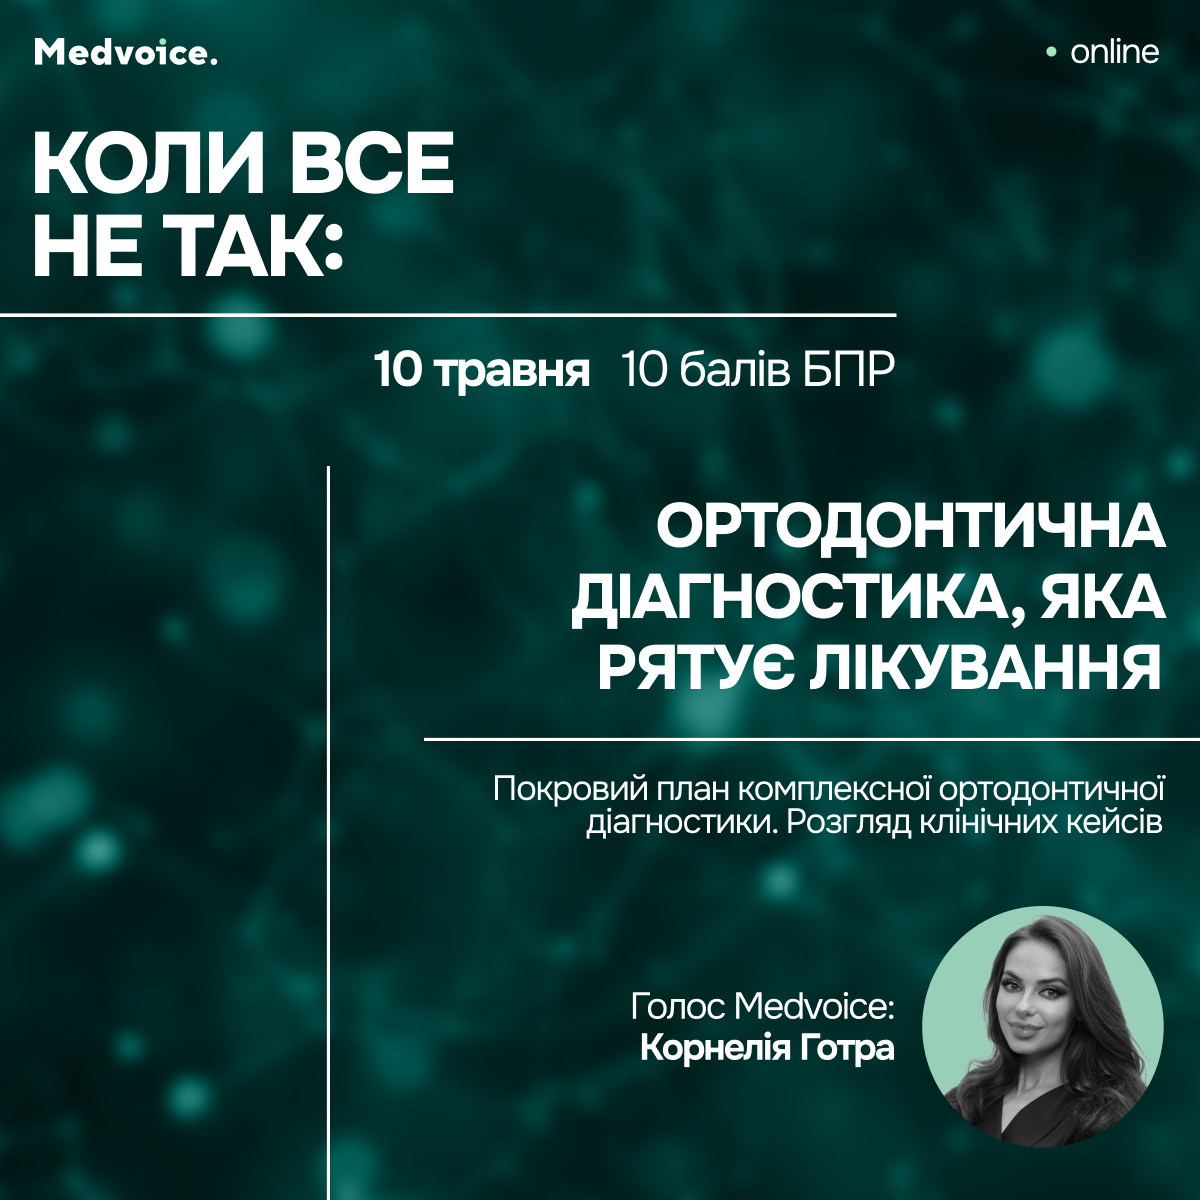 Medvoice.
online
КОЛИ ВСЕ
НЕ ТАК:
10 травня 10 балів БПР
ОРТОДОНТИЧНА
ДІАГНОСТИКА, ЯКА
РЯТУЄ ЛІКУВАННЯ
Покровий план комплексної ортодонтичної
діагностики. Розгляд клінічних кейсів
Голос Medvoice:
Корнелія Готра